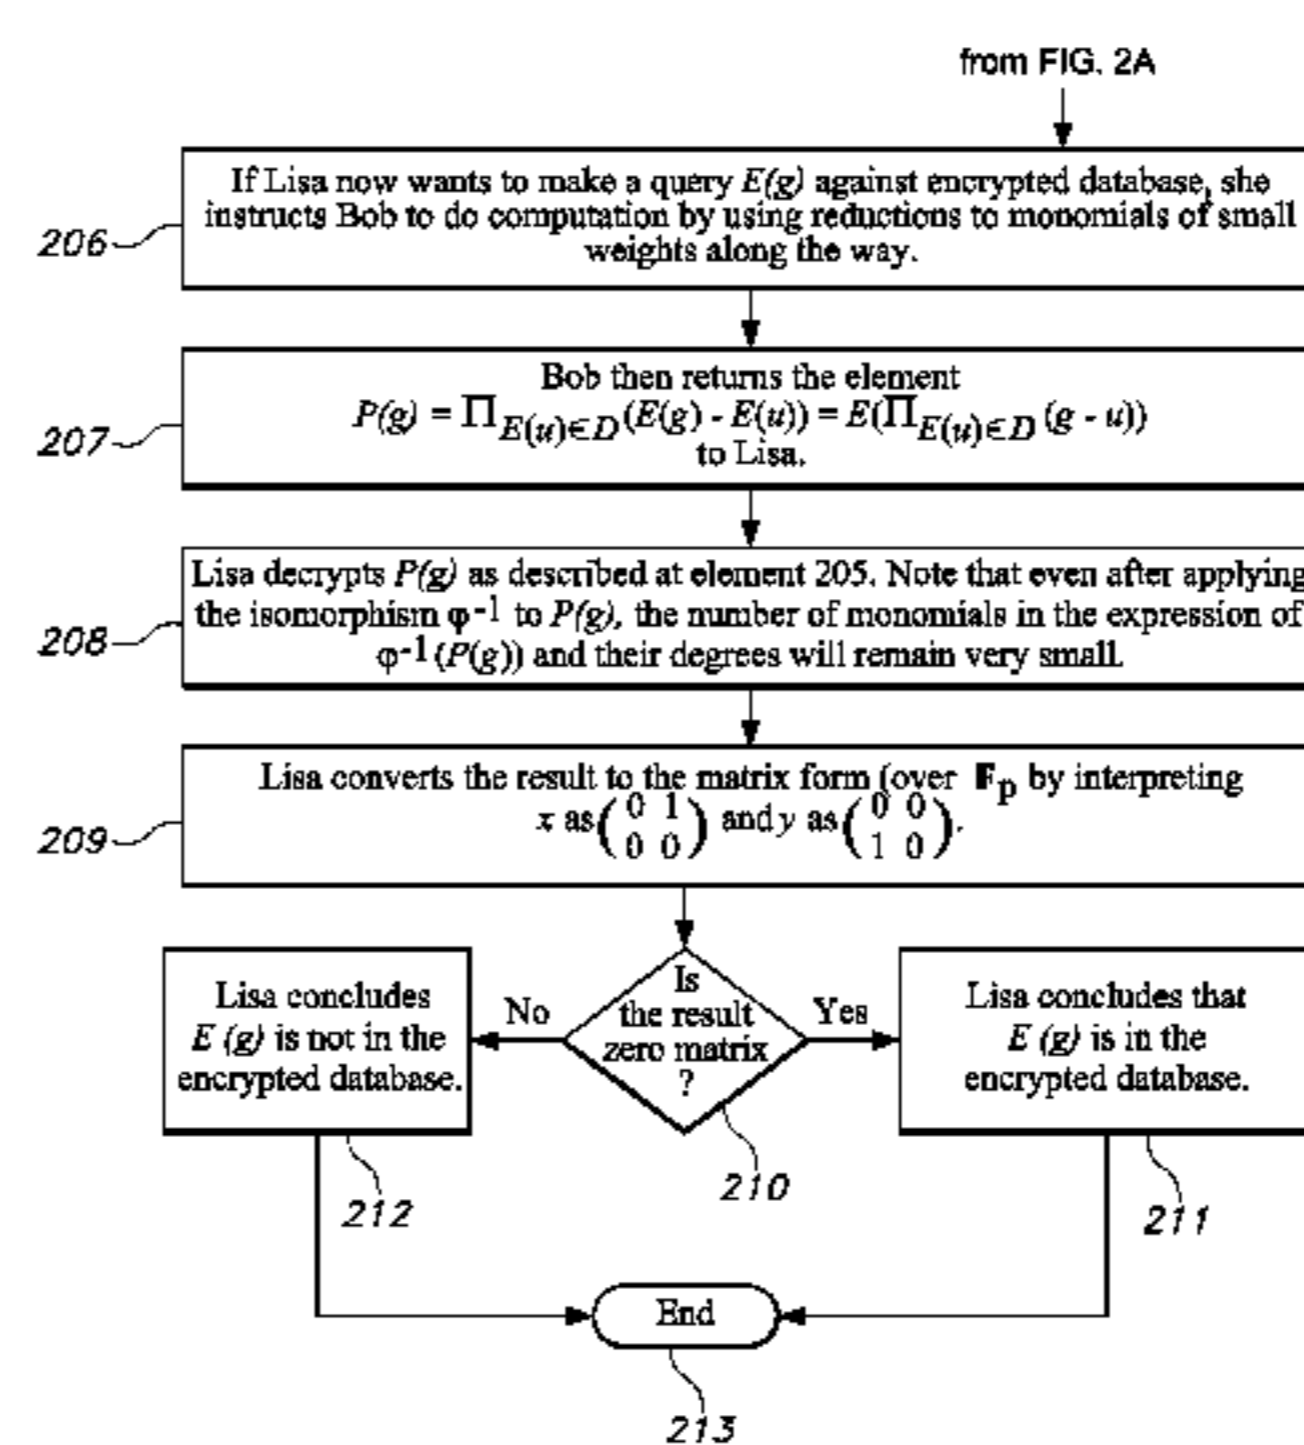 from FIG. 2A
If Lisa now wants to make a query E(g) against encrypted database, she
instructs Bob to do computation by using reductions to monomials of small
weights along the way.
206
Bob then returns the element
P(g) = Π E(u)∈D (E(g) - E(u)) = E(Π E(u)∈D (g - u))
to Lisa.
207
Lisa decrypts P(g) as described at element 205. Note that even after applying
the isomorphism φ-1 to P(g), the number of monomials in the expression of
φ-1 (P(g)) and their degrees will remain very small.
208
Lisa converts the result to the matrix form (over Fp by interpreting
x as ( 0 1 ) and y as ( 0 0 ).
( 0 0 ) ( 1 0 )
209
Is
the result
zero matrix
?
No
Yes
210
Lisa concludes
E (g) is not in the
encrypted database.
212
Lisa concludes that
E (g) is in the
encrypted database.
211
End
213